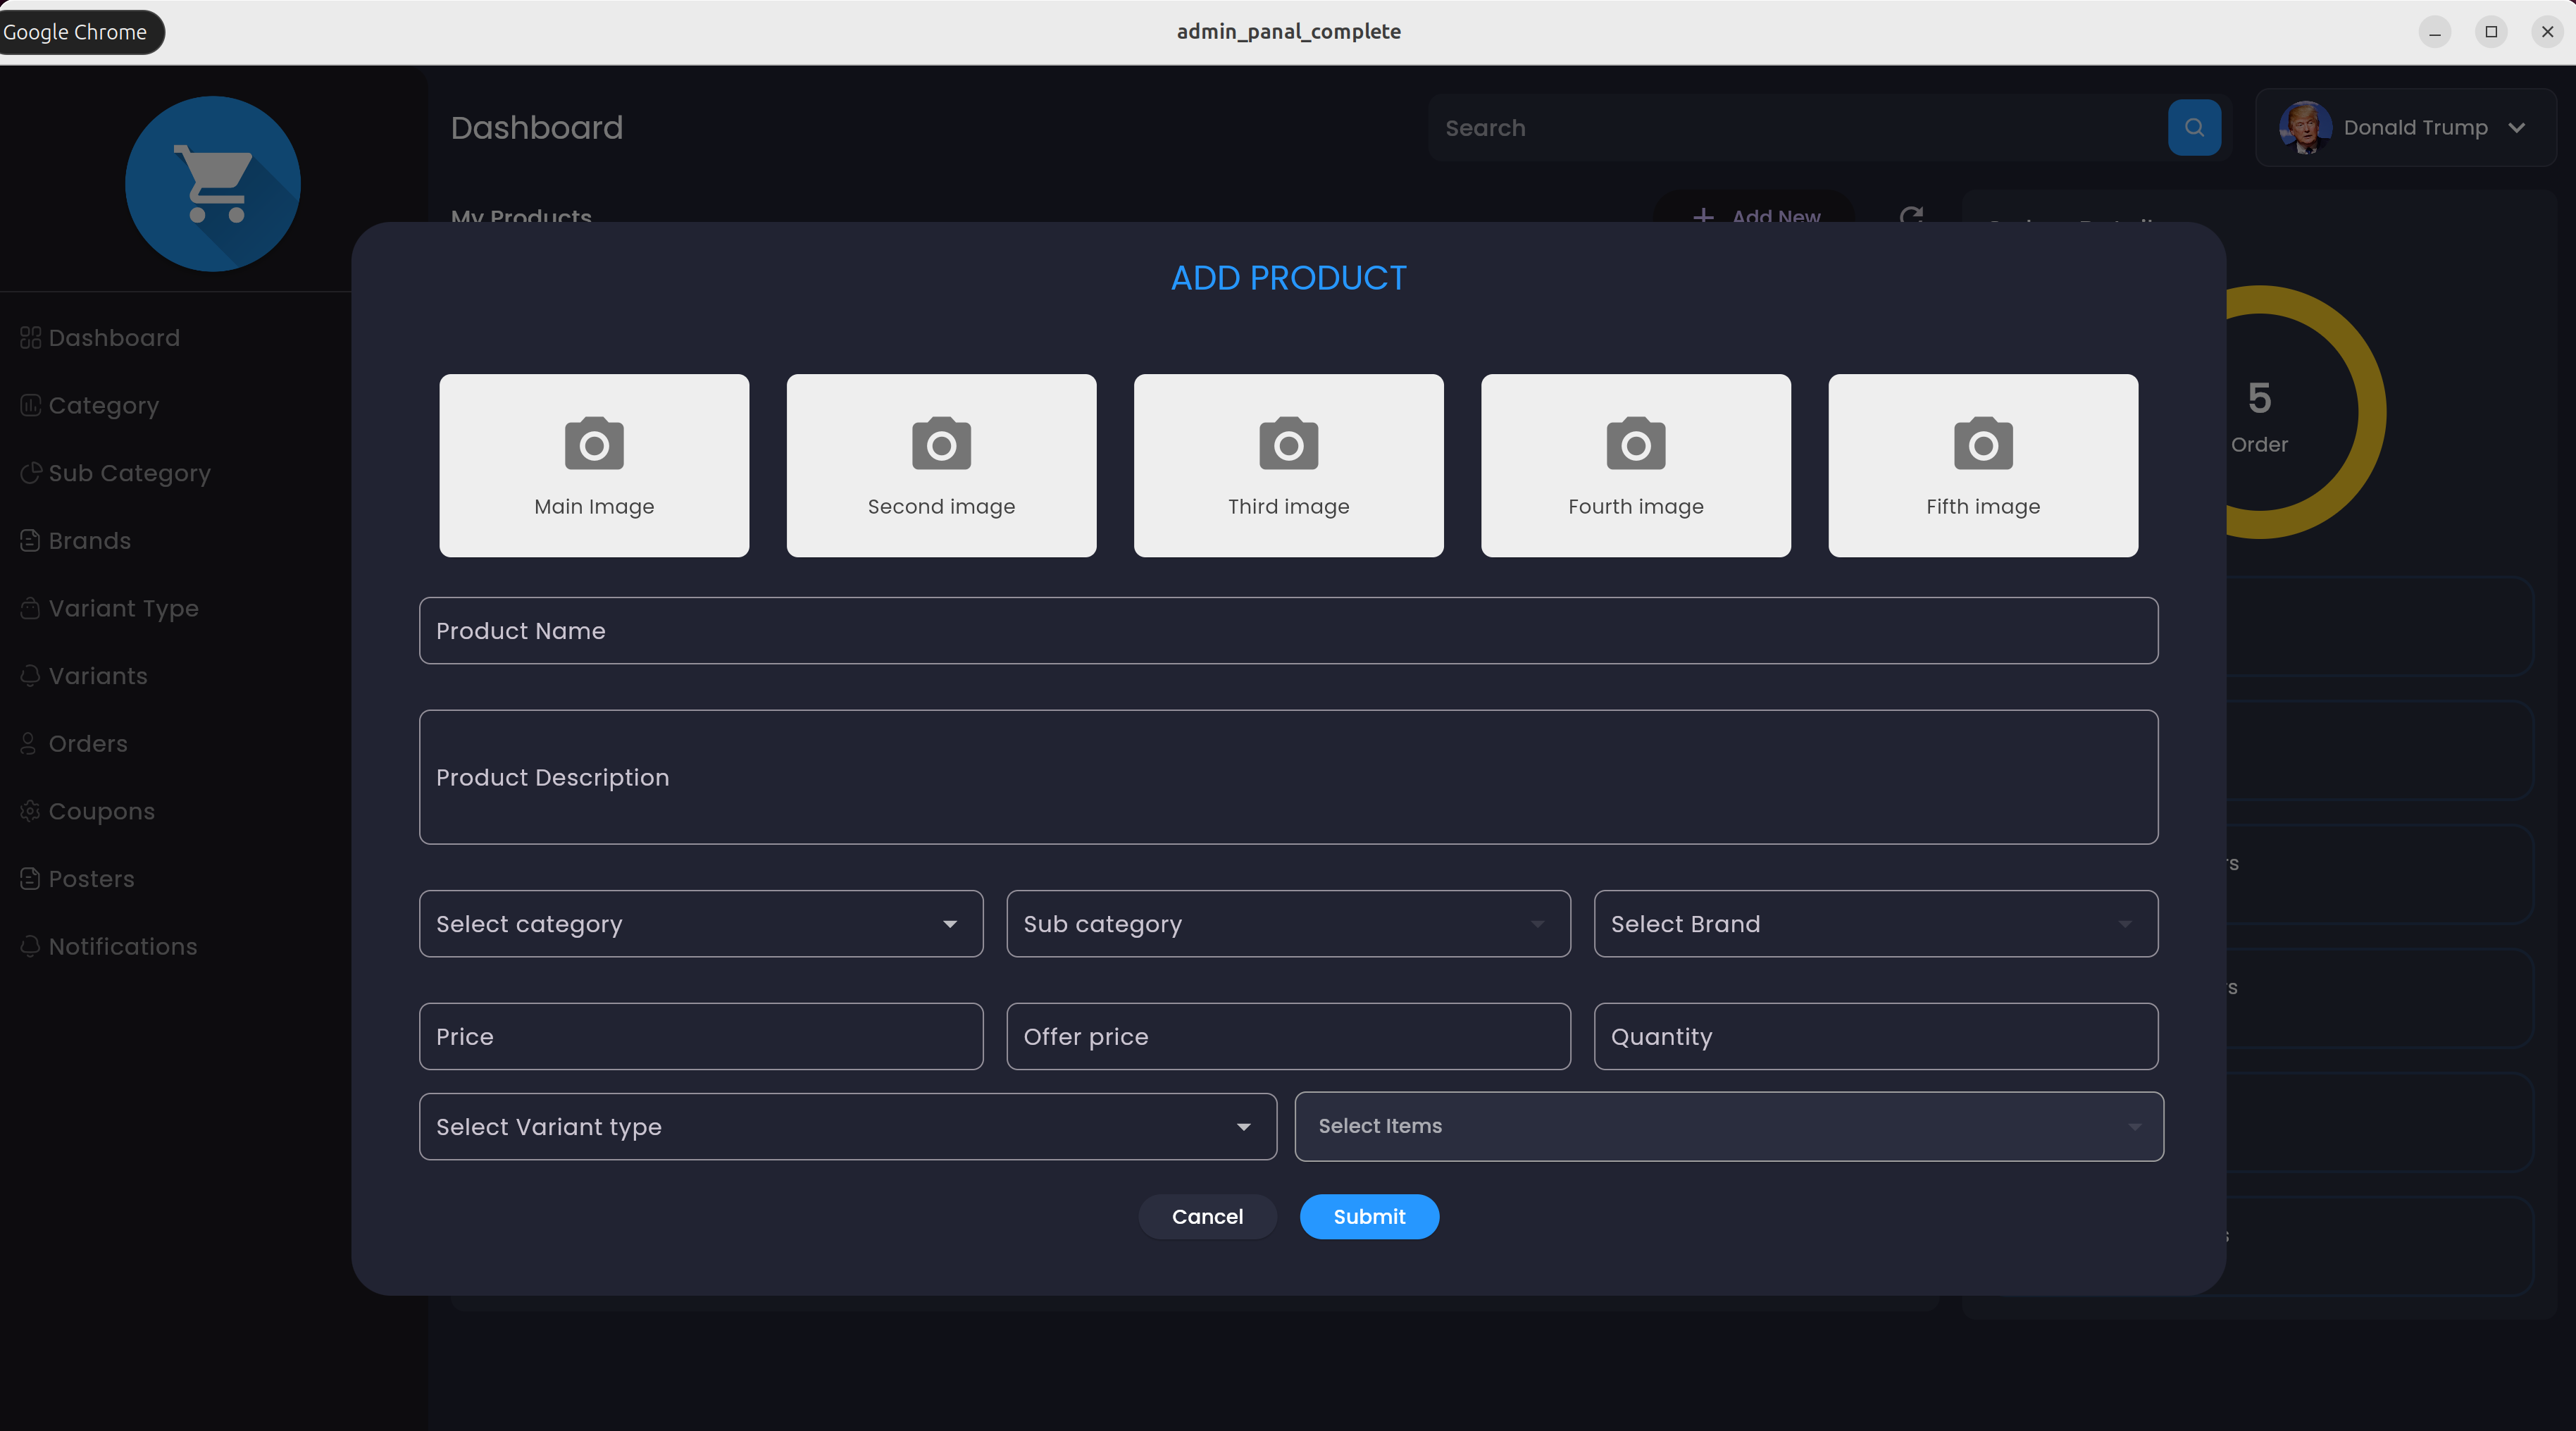 Google Chrome
admin_panal_complete
Dashboard
Search
Donald Trump
My Products
Add New
ADD PRODUCT
Dashboard
Category
Sub Category
Brands
Variant Type
Variants
Orders
Coupons
Posters
Notifications
Main Image
Second image
Third image
Fourth image
Fifth image
5
Order
Product Name
Product Description
Select category
Sub category
Select Brand
Price
Offer price
Quantity
Select Variant type
Select Items
Cancel
Submit